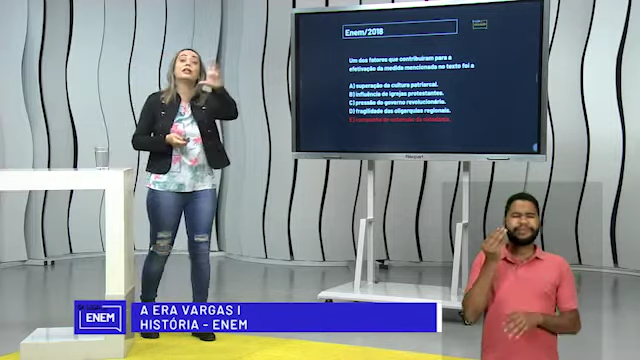 Enem/2018
Um dos fatores que contribuíram para a
efetivação da medida mencionada no texto foi a
A) superação da cultura patriarcal.
B) influência de igrejas protestantes.
C) pressão do governo revolucionário.
D) fragilidade das oligarquias regionais.
E) campanha de extensão da cidadania.
A ERA VARGAS I
HISTÓRIA - ENEM
ENEM